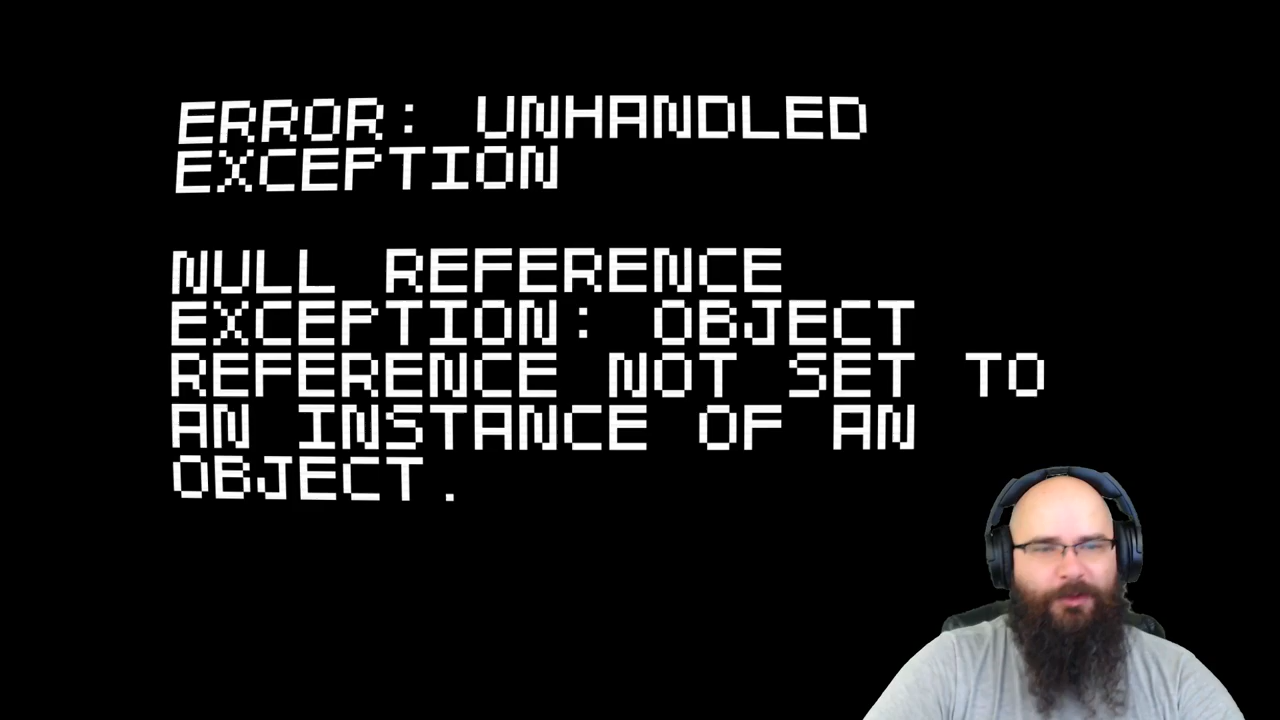 ERROR: UNHANDLED
EXCEPTION
NULL REFERENCE
EXCEPTION: OBJECT
REFERENCE NOT SET TO
AN INSTANCE OF AN
OBJECT.